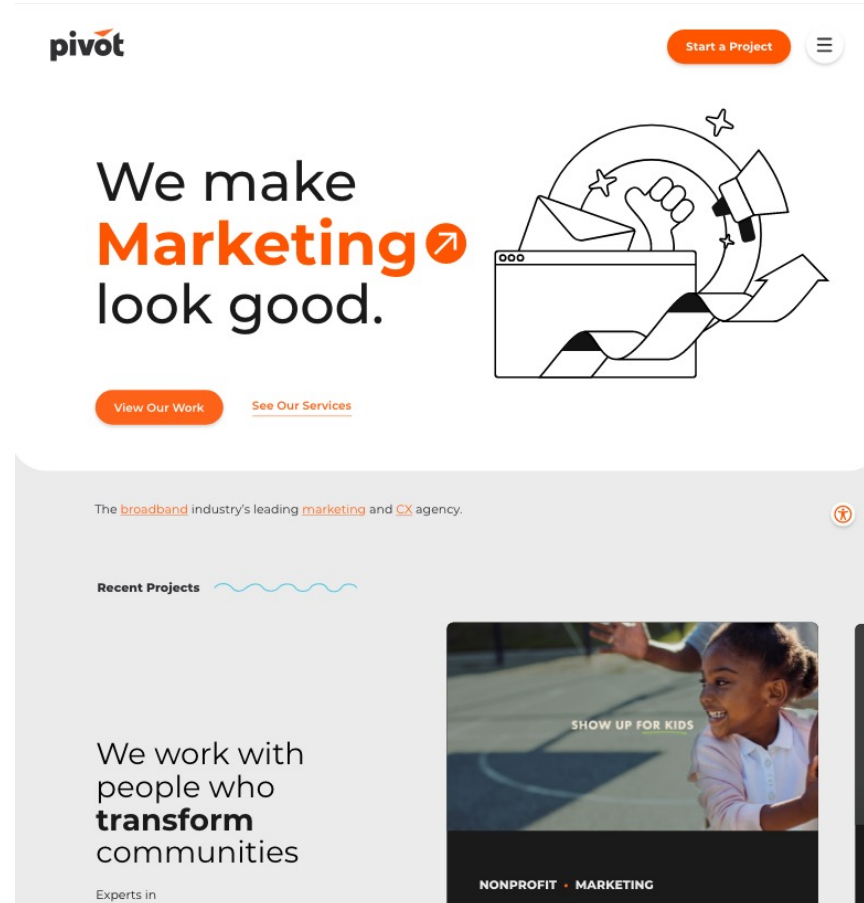 pivot
Start a Project
We make
Marketing
look good.
View Our Work
See Our Services
The broadband industry’s leading marketing and CX agency.
Recent Projects
SHOW UP FOR KIDS
We work with
people who
transform
communities
Experts in
NONPROFIT • MARKETING